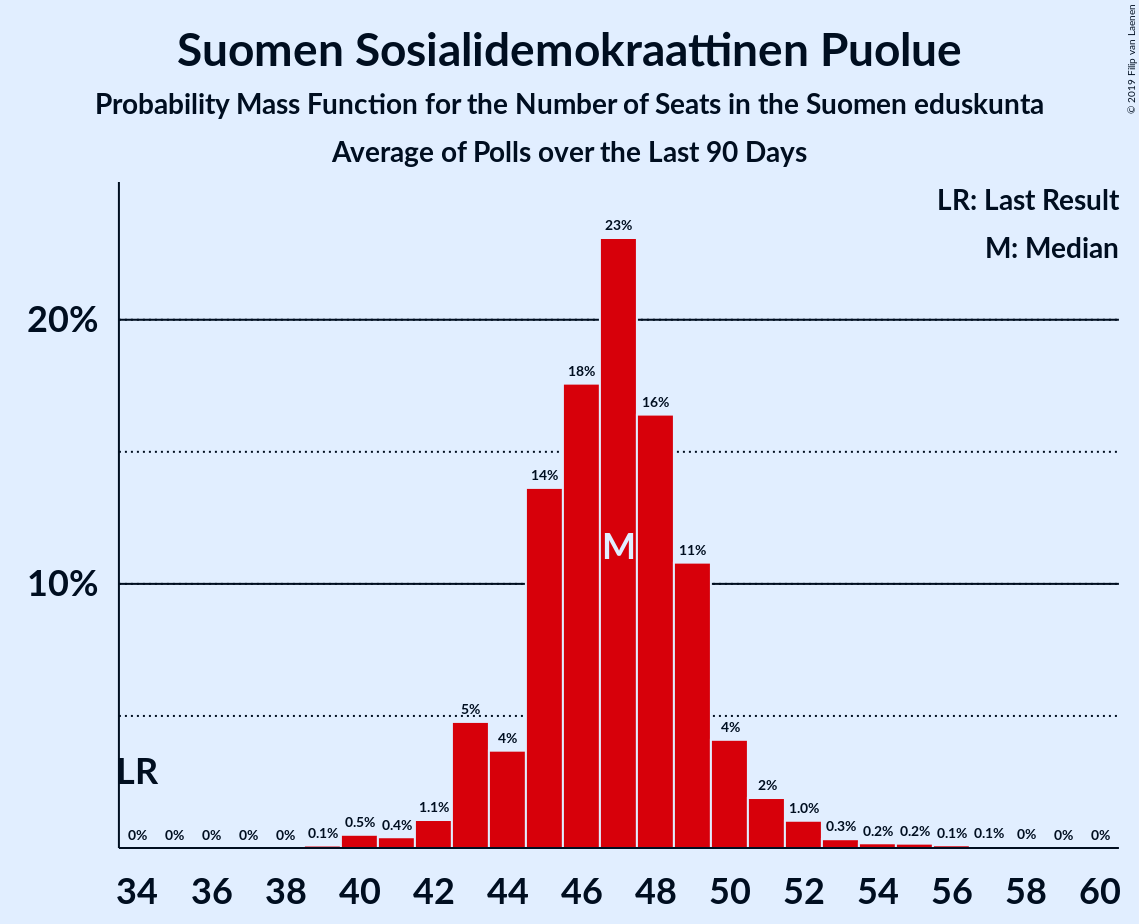 Suomen Sosialidemokraattinen Puolue
Probability Mass Function for the Number of Seats in the Suomen eduskunta
Average of Polls over the Last 90 Days
© 2019 Filip van Laenen
LR: Last Result
M: Median
20%
10%
LR
M
0% 0% 0% 0% 0% 0.1% 0.5% 0.4% 1.1% 5% 4% 14% 18% 23% 16% 11% 4% 2% 1.0% 0.3% 0.2% 0.2% 0.1% 0.1% 0% 0% 0%
34 36 38 40 42 44 46 48 50 52 54 56 58 60